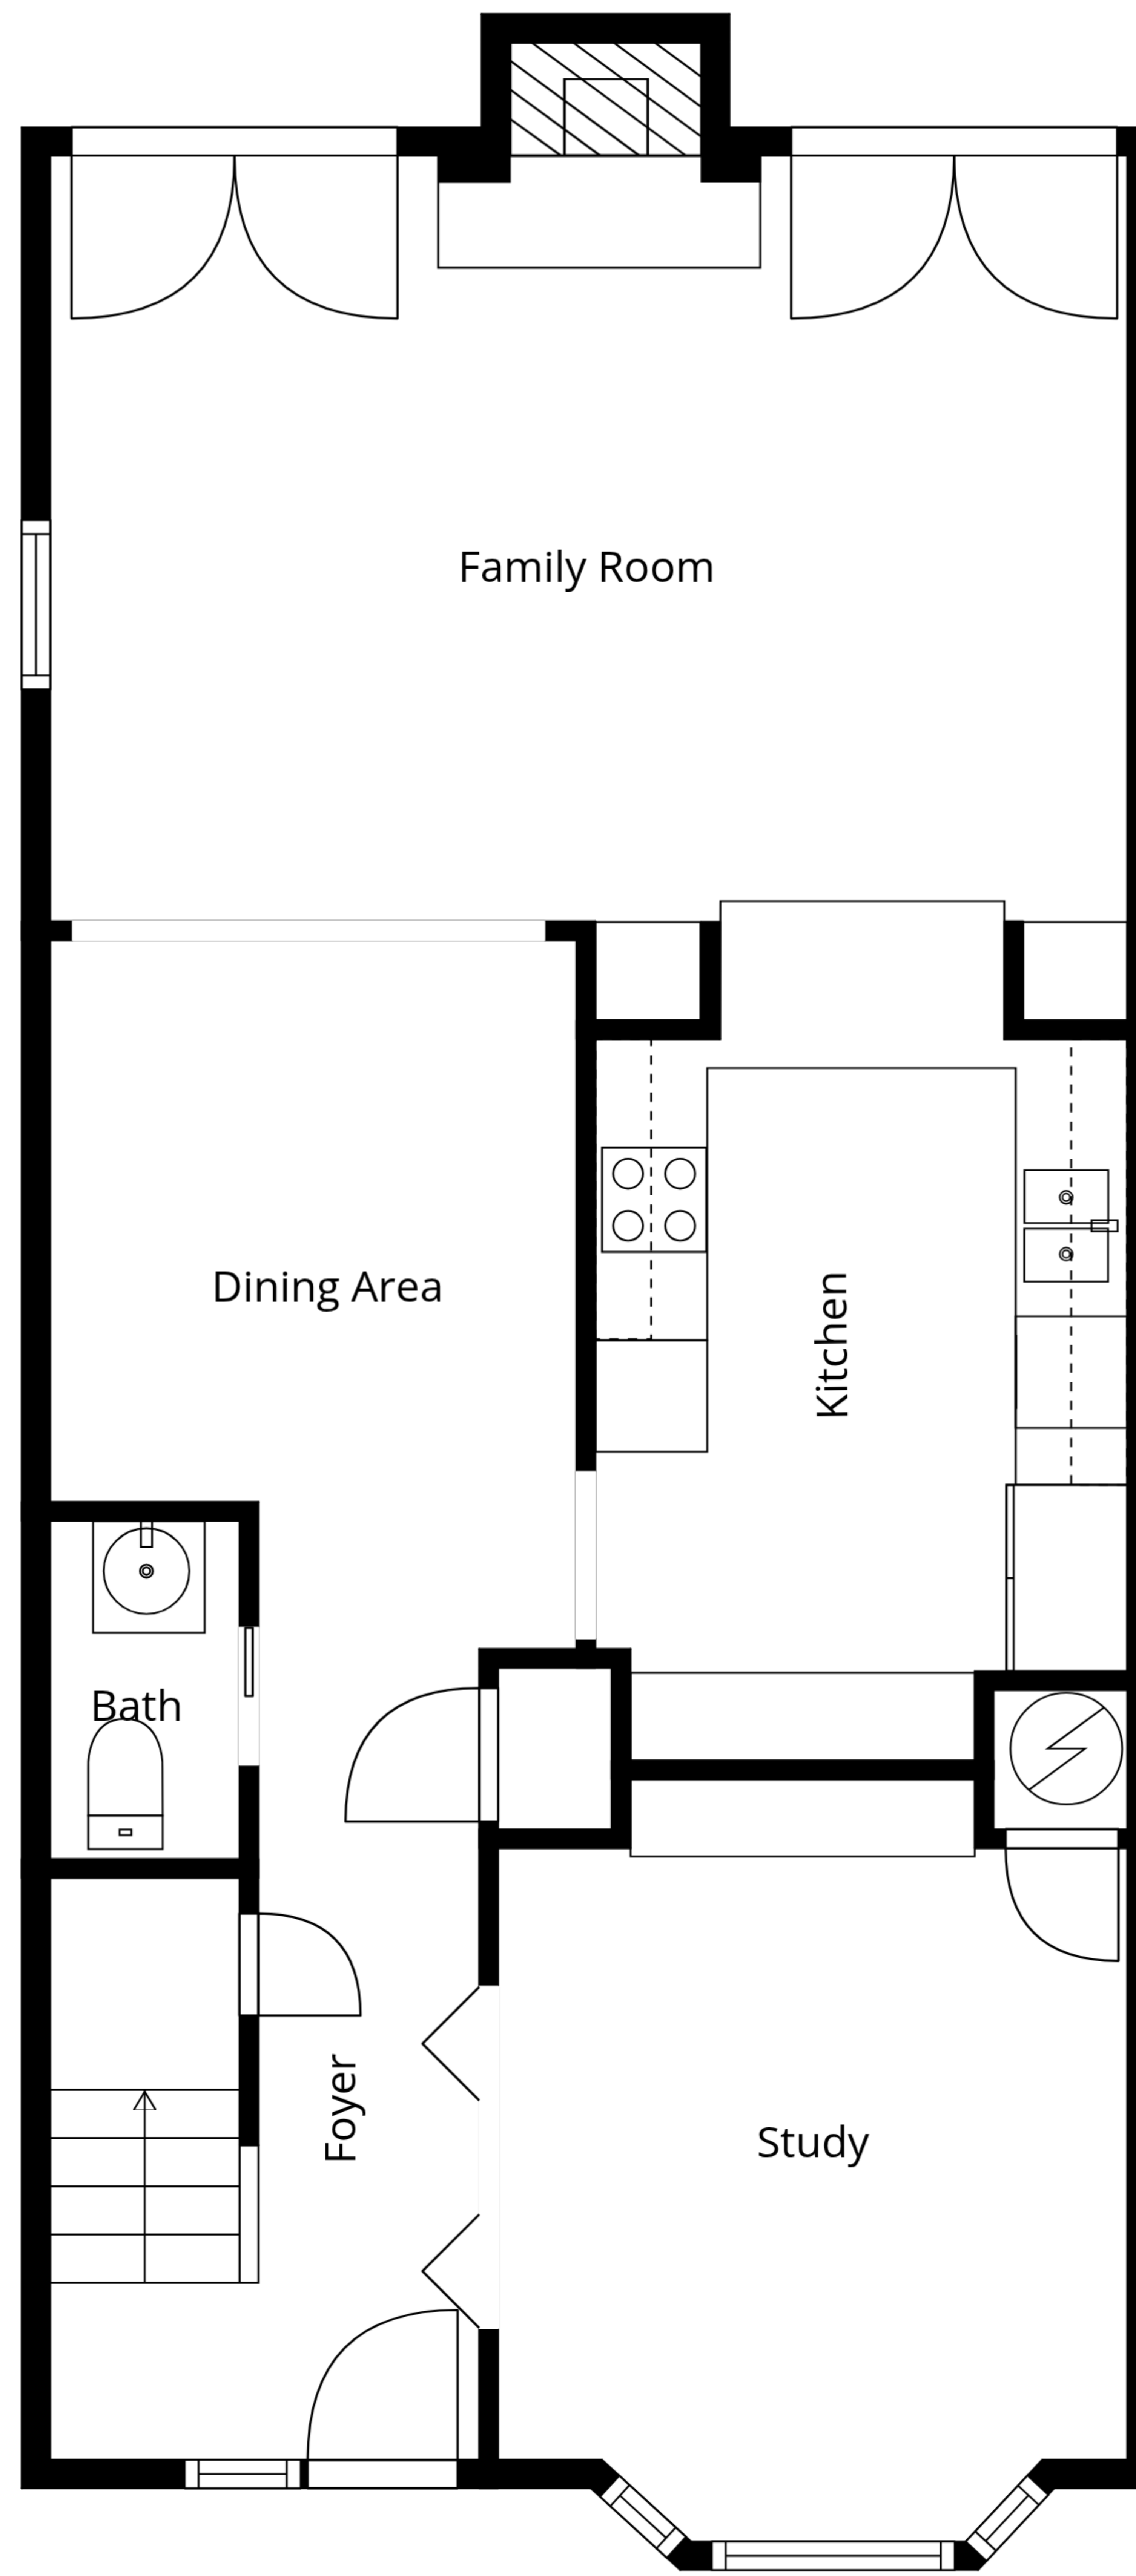 Family Room
Dining Area
Kitchen
Bath
Foyer
Study